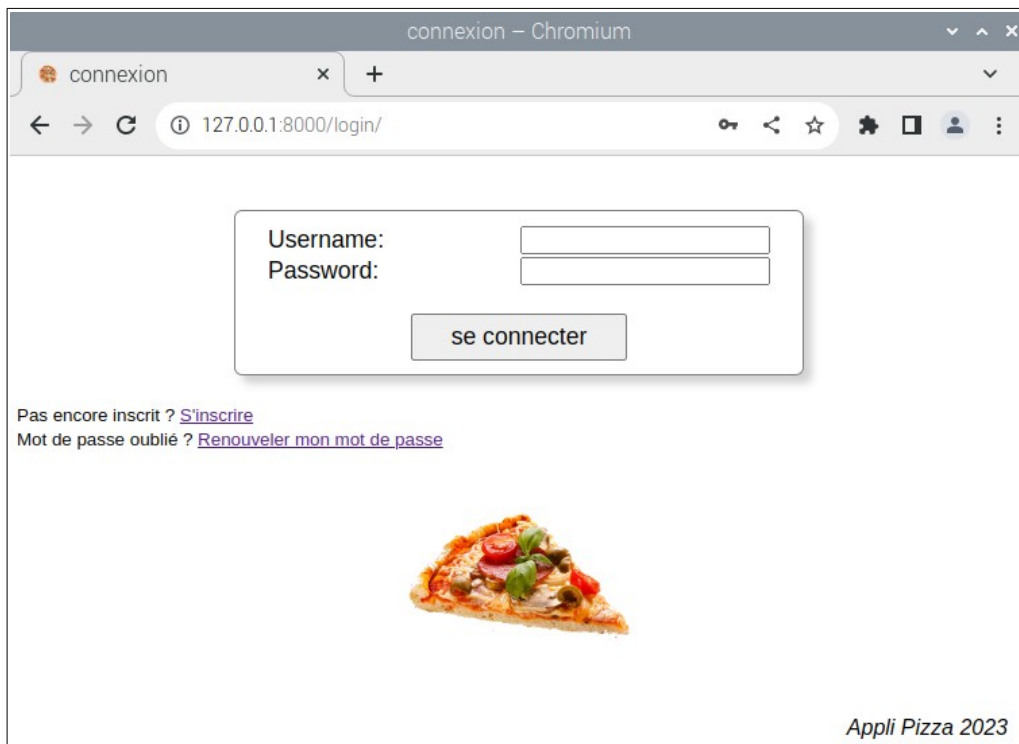 connexion – Chromium
connexion
127.0.0.1:8000/login/
Username:
Password:
se connecter
Pas encore inscrit ? S'inscrire
Mot de passe oublié ? Renouveler mon mot de passe
Appli Pizza 2023